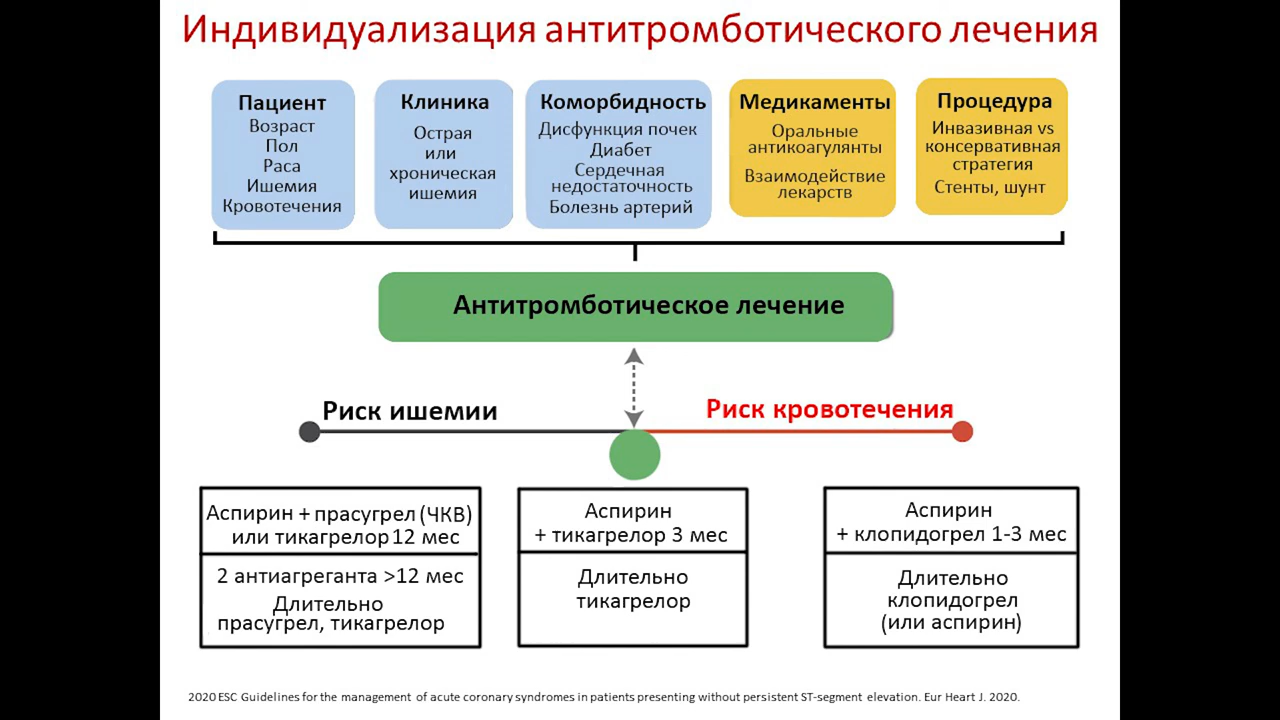 Индивидуализация антитромботического лечения
Пациент
Возраст
Пол
Раса
Ишемия
Кровотечения
Клиника
Острая
или
хроническая
ишемия
Коморбидность
Дисфункция почек
Диабет
Сердечная
недостаточность
Болезнь артерий
Медикаменты
Оральные
антикоагулянты
Взаимодействие
лекарств
Процедура
Инвазивная vs
консервативная
стратегия
Стенты, шунт
Антитромботическое лечение
Риск ишемии
Риск кровотечения
Аспирин + прасугрел (ЧКВ)
или тикагрелор 12 мес
2 антиагреганта >12 мес
Длительно
прасугрел, тикагрелор
Аспирин
+ тикагрелор 3 мес
Длительно
тикагрелор
Аспирин
+ клопидогрел 1-3 мес
Длительно
клопидогрел
(или аспирин)
2020 ESC Guidelines for the management of acute coronary syndromes in patients presenting without persistent ST-segment elevation. Eur Heart J. 2020.